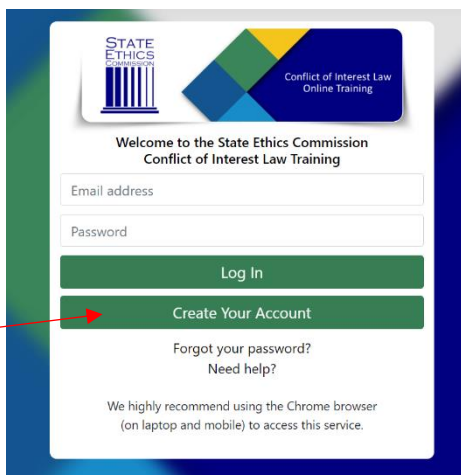 STATE
ETHICS
COMMISSION
Conflict of Interest Law
Online Training
Welcome to the State Ethics Commission
Conflict of Interest Law Training
Email address
Password
Log In
Create Your Account
Forgot your password?
Need help?
We highly recommend using the Chrome browser
(on laptop and mobile) to access this service.